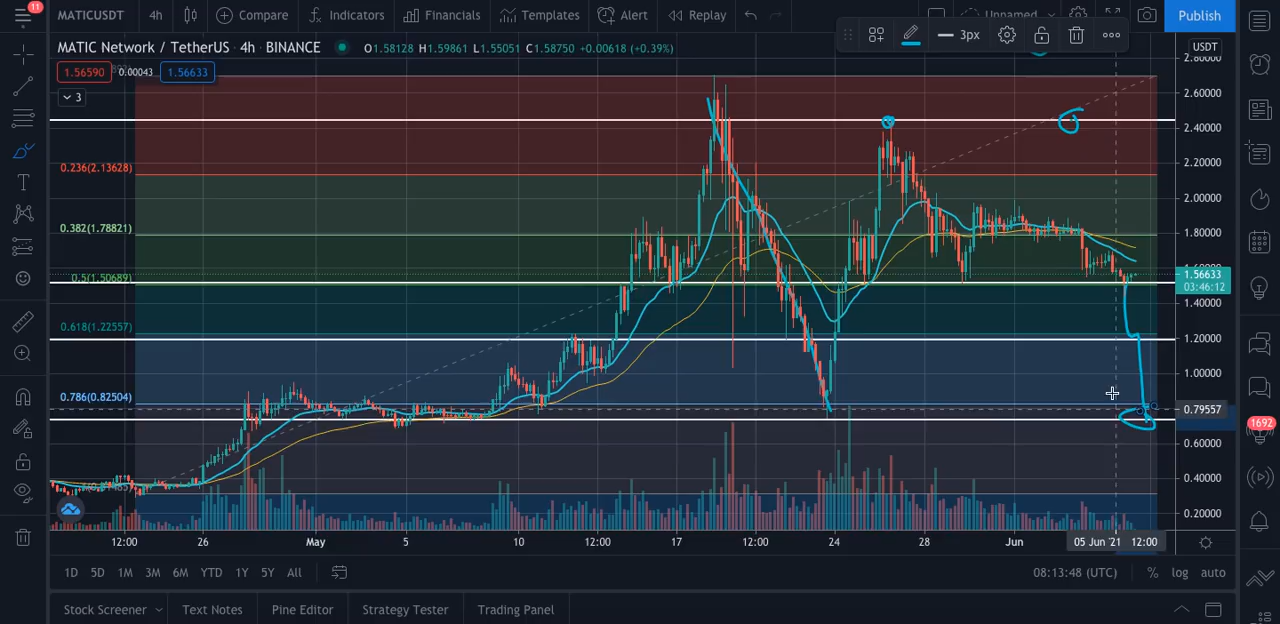 11
MATICUSDT 4h Compare Indicators Financials Templates Alert Replay Unnamed Publish
3px
MATIC Network / TetherUS · 4h · BINANCE O1.58128 H1.59861 L1.55051 C1.58750 +0.00618 (+0.39%)
USDT
1.56590 0.00043 1.56633
3
2.80000
2.60000
2.40000
0.236(2.13628)
2.20000
2.00000
0.382(1.78821)
1.80000
0.5(1.50689)
1.56633
03:46:12
1.40000
0.618(1.22557)
1.20000
1.00000
0.786(0.82504)
0.79557
0.60000
0.40000
0.20000
1692
12:00 26 May 5 10 12:00 17 12:00 24 28 Jun 05 Jun '21 12:00
1D 5D 1M 3M 6M YTD 1Y 5Y All 08:13:48 (UTC) % log auto
Stock Screener Text Notes Pine Editor Strategy Tester Trading Panel